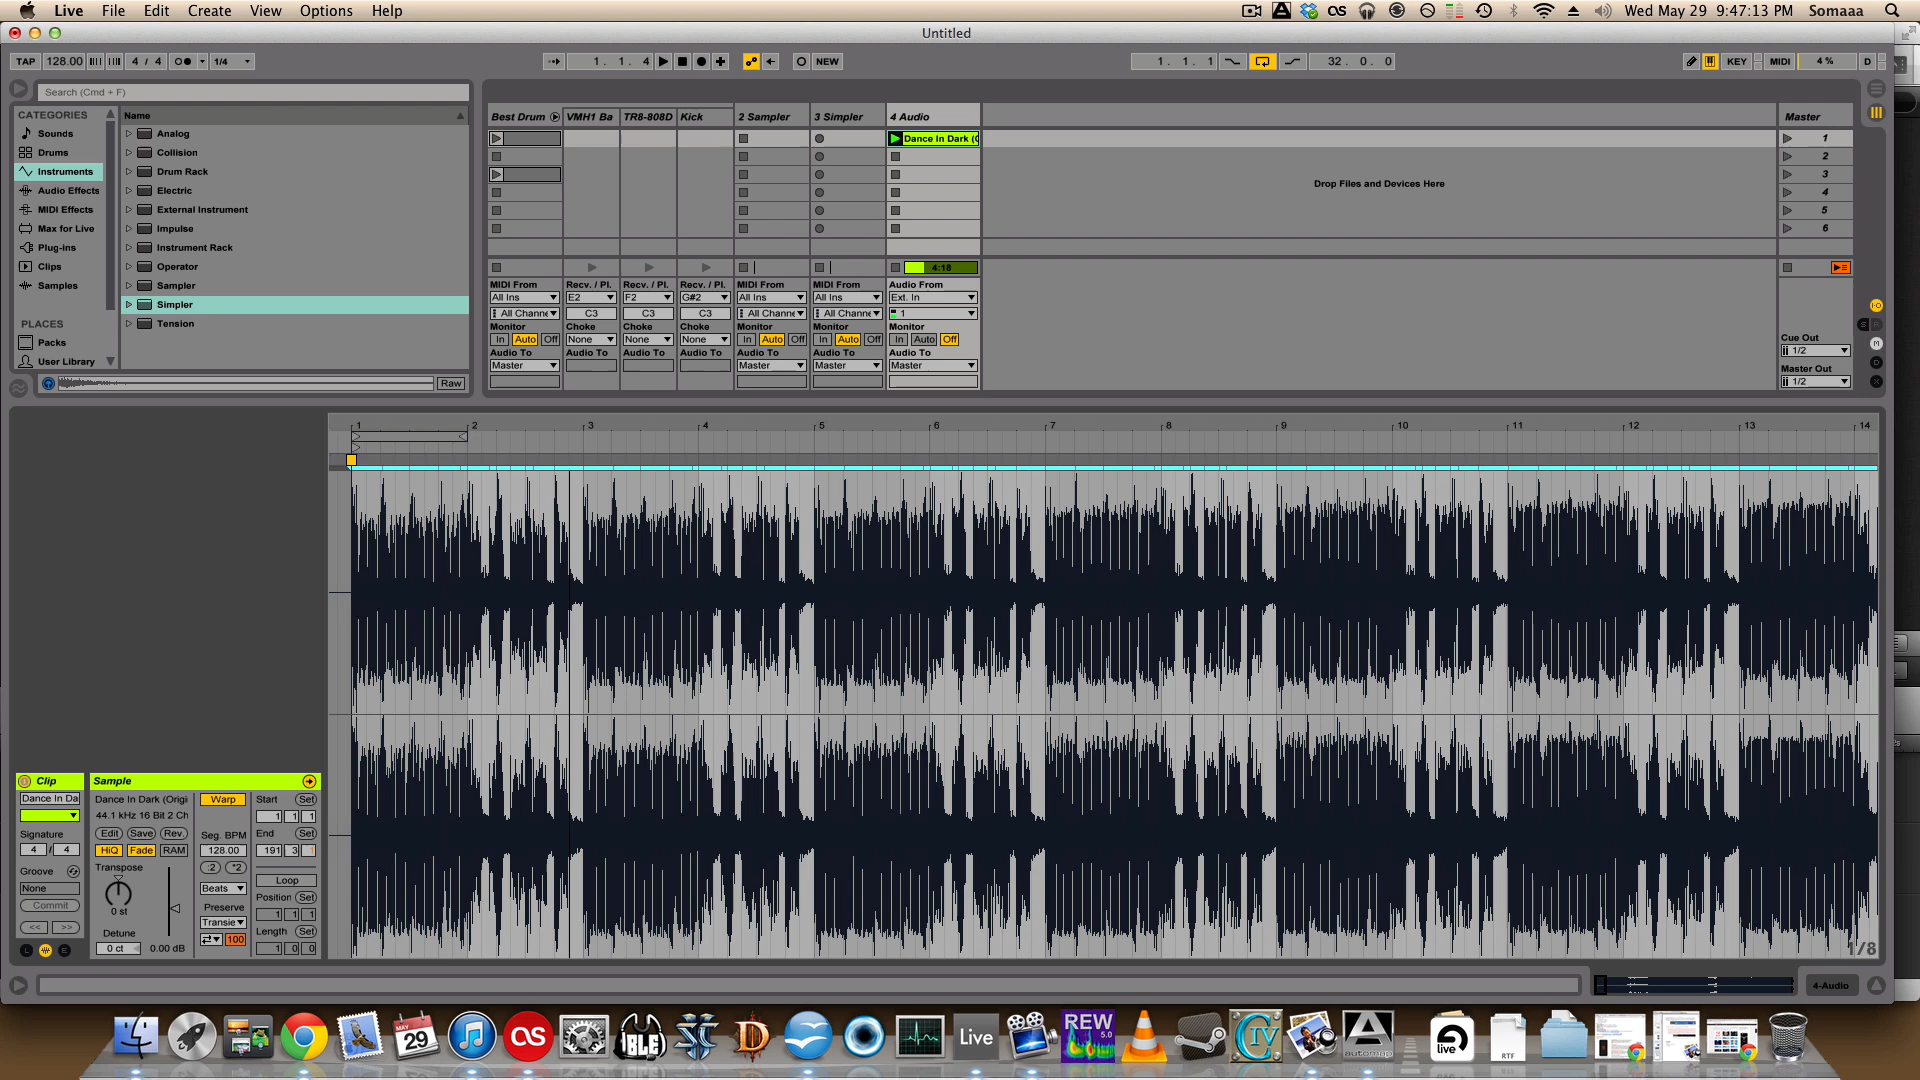 Live File Edit Create View Options Help
Wed May 29 9:47:13 PM Somaaa
Untitled
TAP 128.00 4 / 4 1/4 1. 1. 4 NEW 1. 1. 1 32. 0. 0 KEY MIDI 4 % D
Search (Cmd + F)
CATEGORIES
Sounds
Drums
Instruments
Audio Effects
MIDI Effects
Max for Live
Plug-ins
Clips
Samples
PLACES
Packs
User Library
Name
Analog
Collision
Drum Rack
Electric
External Instrument
Impulse
Instrument Rack
Operator
Sampler
Simpler
Tension
Raw
Best Drum VMH1 Ba TR8-808D Kick 2 Sampler 3 Simpler 4 Audio Master
Dance In Dark (O 1
2
Drop Files and Devices Here 3
4
5
6
4:18
MIDI From Recv. / Pl. Recv. / Pl. Recv. / Pl. MIDI From MIDI From Audio From
All Ins E2 F2 G#2 All Ins All Ins Ext. In
All Channe C3 C3 C3 All Channe All Channe 1
Monitor Choke Choke Choke Monitor Monitor Monitor
In Auto Off None None None In Auto Off In Auto Off In Auto Off
Audio To Audio To Audio To Audio To Audio To Audio To Audio To
Master Master Master Master
Cue Out
1/2
Master Out
1/2
1 2 3 4 5 6 7 8 9 10 11 12 13 14
1/8
Clip
Dance In Da
Signature
4 / 4
Groove
None
Commit
<< >>
L E
Sample
Dance In Dark (Origi
44.1 kHz 16 Bit 2 Ch
Edit Save Rev.
HiQ Fade RAM
Transpose
0 st
Detune
0 ct 0.00 dB
Warp
Seg. BPM
128.00
:2 *2
Beats
Preserve
Transie
100
Start Set
1 1 1
End Set
191 3 1
Loop
Position Set
1 1 1
Length Set
1 0 0
4-Audio
MAY
29
as
BLE
Live
REW
5.0
CIV
automap
live
RTF